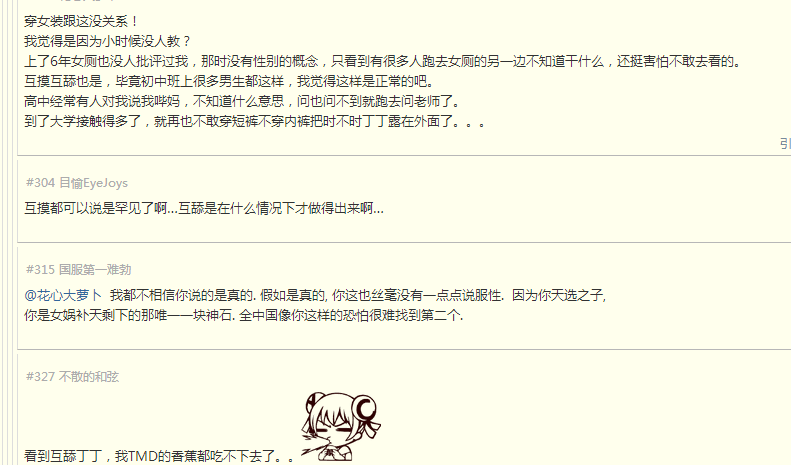 穿女装跟这没关系！
我觉得是因为小时候没人教？
上了6年女厕也没人批评过我，那时没有性别的概念，只看到有很多人跑去女厕的另一边不知道干什么，还挺害怕不敢去看的。
互摸互舔也是，毕竟初中班上很多男生都这样，我觉得这样是正常的吧。
高中经常有人对我说我哔妈，不知道什么意思，问也问不到就跑去问老师了。
到了大学接触得多了，就再也不敢穿短裤不穿内裤把时不时丁丁露在外面了。。。
引
#304 目愉EyeJoys
互摸都可以说是罕见了啊...互舔是在什么情况下才做得出来啊...
#315 国服第一难勃
@花心大萝卜 我都不相信你说的是真的. 假如是真的, 你这也丝毫没有一点点说服性. 因为你天选之子,
你是女娲补天剩下的那唯一一块神石. 全中国像你这样的恐怕很难找到第二个.
#327 不散的和弦
看到互舔丁丁，我TMD的香蕉都吃不下去了。。